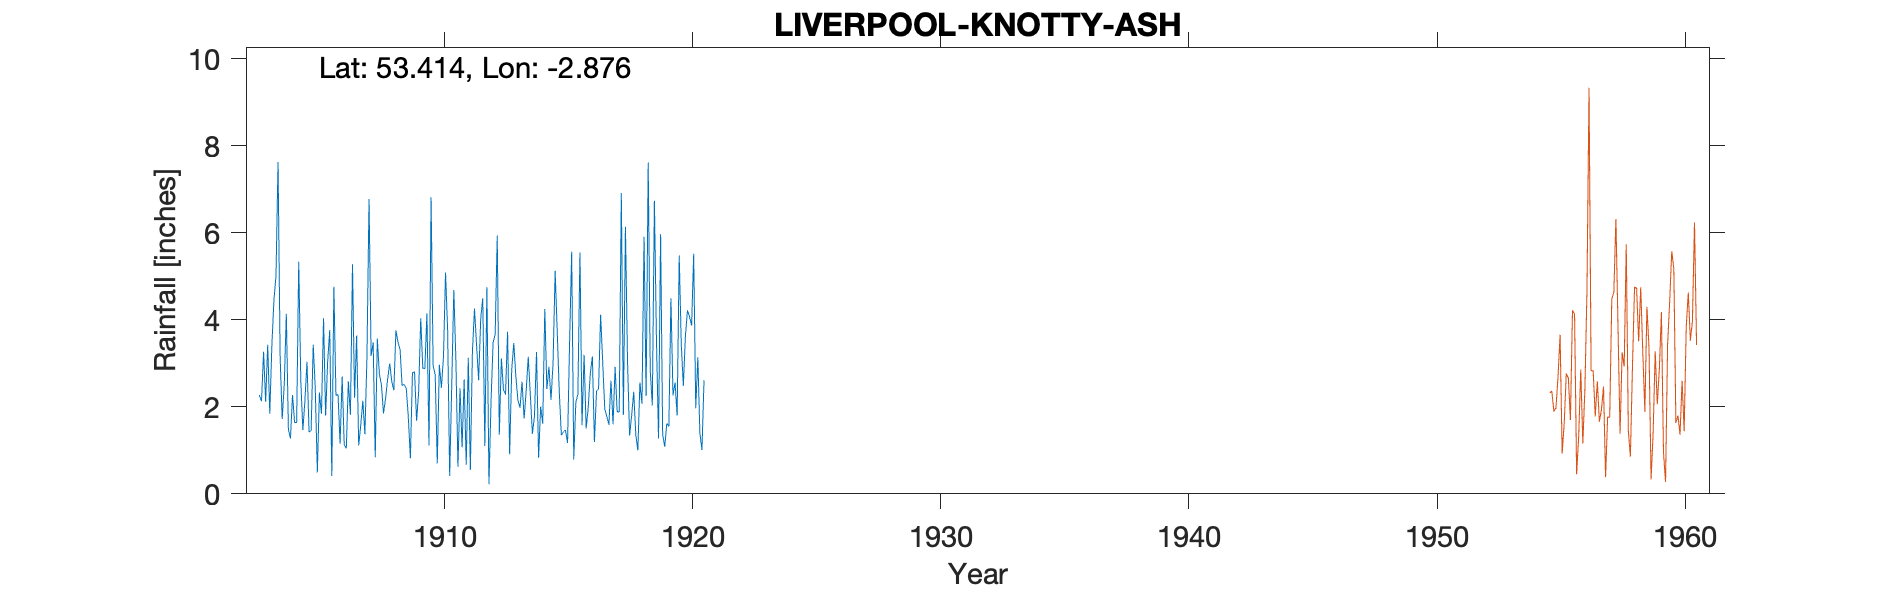 LIVERPOOL-KNOTTY-ASH
Lat: 53.414, Lon: -2.876
10
8
6
4
2
0
Rainfall [inches]
1910 1920 1930 1940 1950 1960
Year